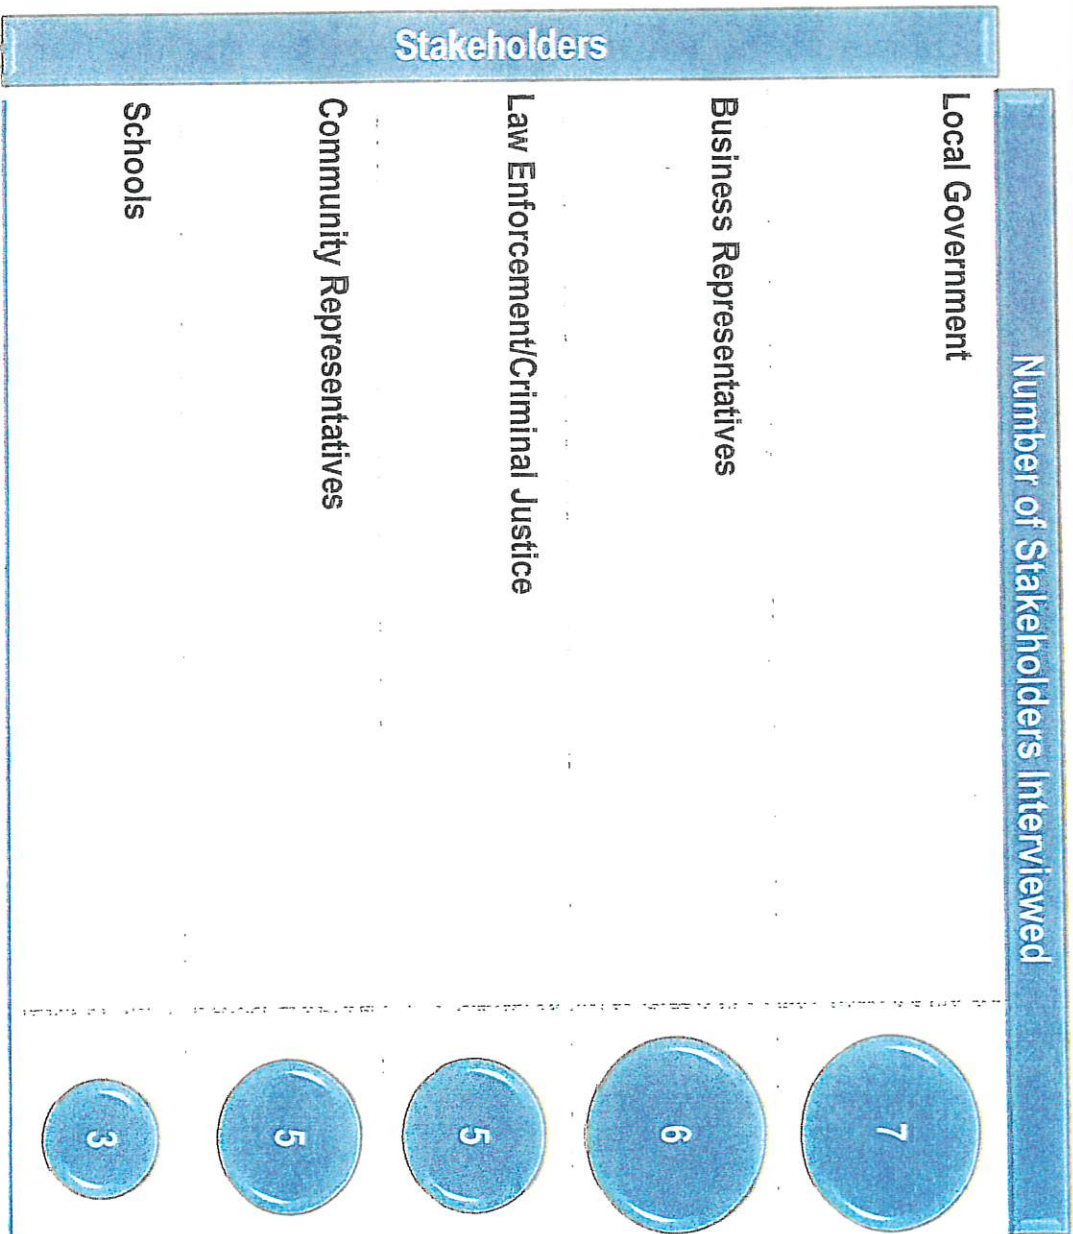 Number of Stakeholders Interviewed
Stakeholders
Local Government
7
Business Representatives
6
Law Enforcement/Criminal Justice
5
Community Representatives
5
Schools
3